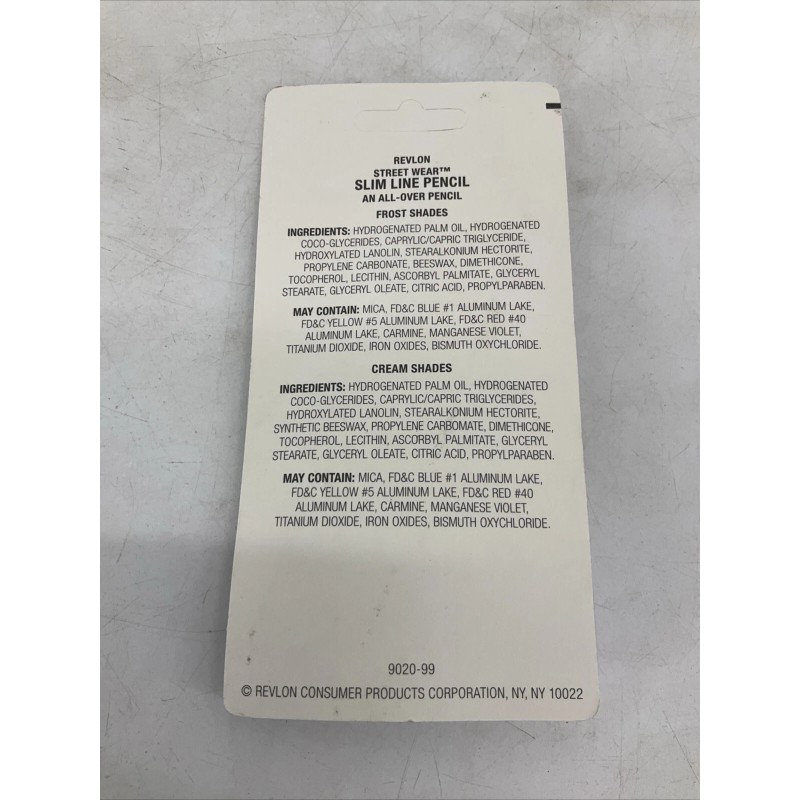 REVLON
STREET WEAR™
SLIM LINE PENCIL
AN ALL-OVER PENCIL
FROST SHADES
INGREDIENTS: HYDROGENATED PALM OIL, HYDROGENATED
COCO-GLYCERIDES, CAPRYLIC/CAPRIC TRIGLYCERIDE,
HYDROXYLATED LANOLIN, STEARALKONIUM HECTORITE,
PROPYLENE CARBONATE, BEESWAX, DIMETHICONE,
TOCOPHEROL, LECITHIN, ASCORBYL PALMITATE, GLYCERYL
STEARATE, GLYCERYL OLEATE, CITRIC ACID, PROPYLPARABEN.
MAY CONTAIN: MICA, FD&C BLUE #1 ALUMINUM LAKE,
FD&C YELLOW #5 ALUMINUM LAKE, FD&C RED #40
ALUMINUM LAKE, CARMINE, MANGANESE VIOLET,
TITANIUM DIOXIDE, IRON OXIDES, BISMUTH OXYCHLORIDE.
CREAM SHADES
INGREDIENTS: HYDROGENATED PALM OIL, HYDROGENATED
COCO-GLYCERIDES, CAPRYLIC/CAPRIC TRIGLYCERIDES,
HYDROXYLATED LANOLIN, STEARALKONIUM HECTORITE,
SYNTHETIC BEESWAX, PROPYLENE CARBOMATE, DIMETHICONE,
TOCOPHEROL, LECITHIN, ASCORBYL PALMITATE, GLYCERYL
STEARATE, GLYCERYL OLEATE, CITRIC ACID, PROPYLPARABEN.
MAY CONTAIN: MICA, FD&C BLUE #1 ALUMINUM LAKE,
FD&C YELLOW #5 ALUMINUM LAKE, FD&C RED #40
ALUMINUM LAKE, CARMINE, MANGANESE VIOLET,
TITANIUM DIOXIDE, IRON OXIDES, BISMUTH OXYCHLORIDE.
9020-99
© REVLON CONSUMER PRODUCTS CORPORATION, NY, NY 10022